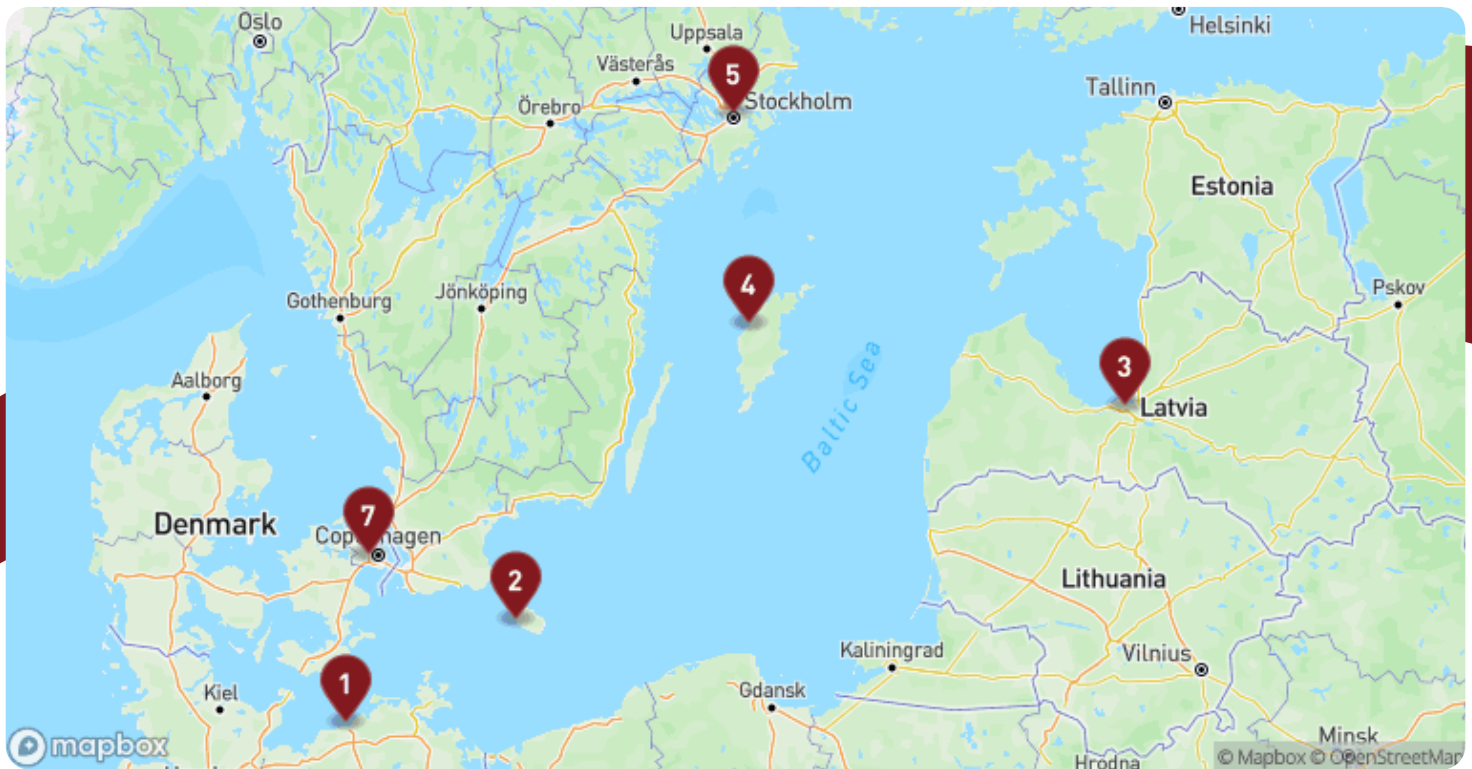 Oslo
Helsinki
Uppsala
Västerås
5
Stockholm
Örebro
Tallinn
Estonia
4
Pskov
Gothenburg
Jönköping
Baltic Sea
3
Latvia
Aalborg
7
Denmark
Copenhagen
2
Lithuania
Kaliningrad
Vilnius
1
Kiel
Gdansk
mapbox
Minsk
© Mapbox © OpenStreetMap
Hrodna